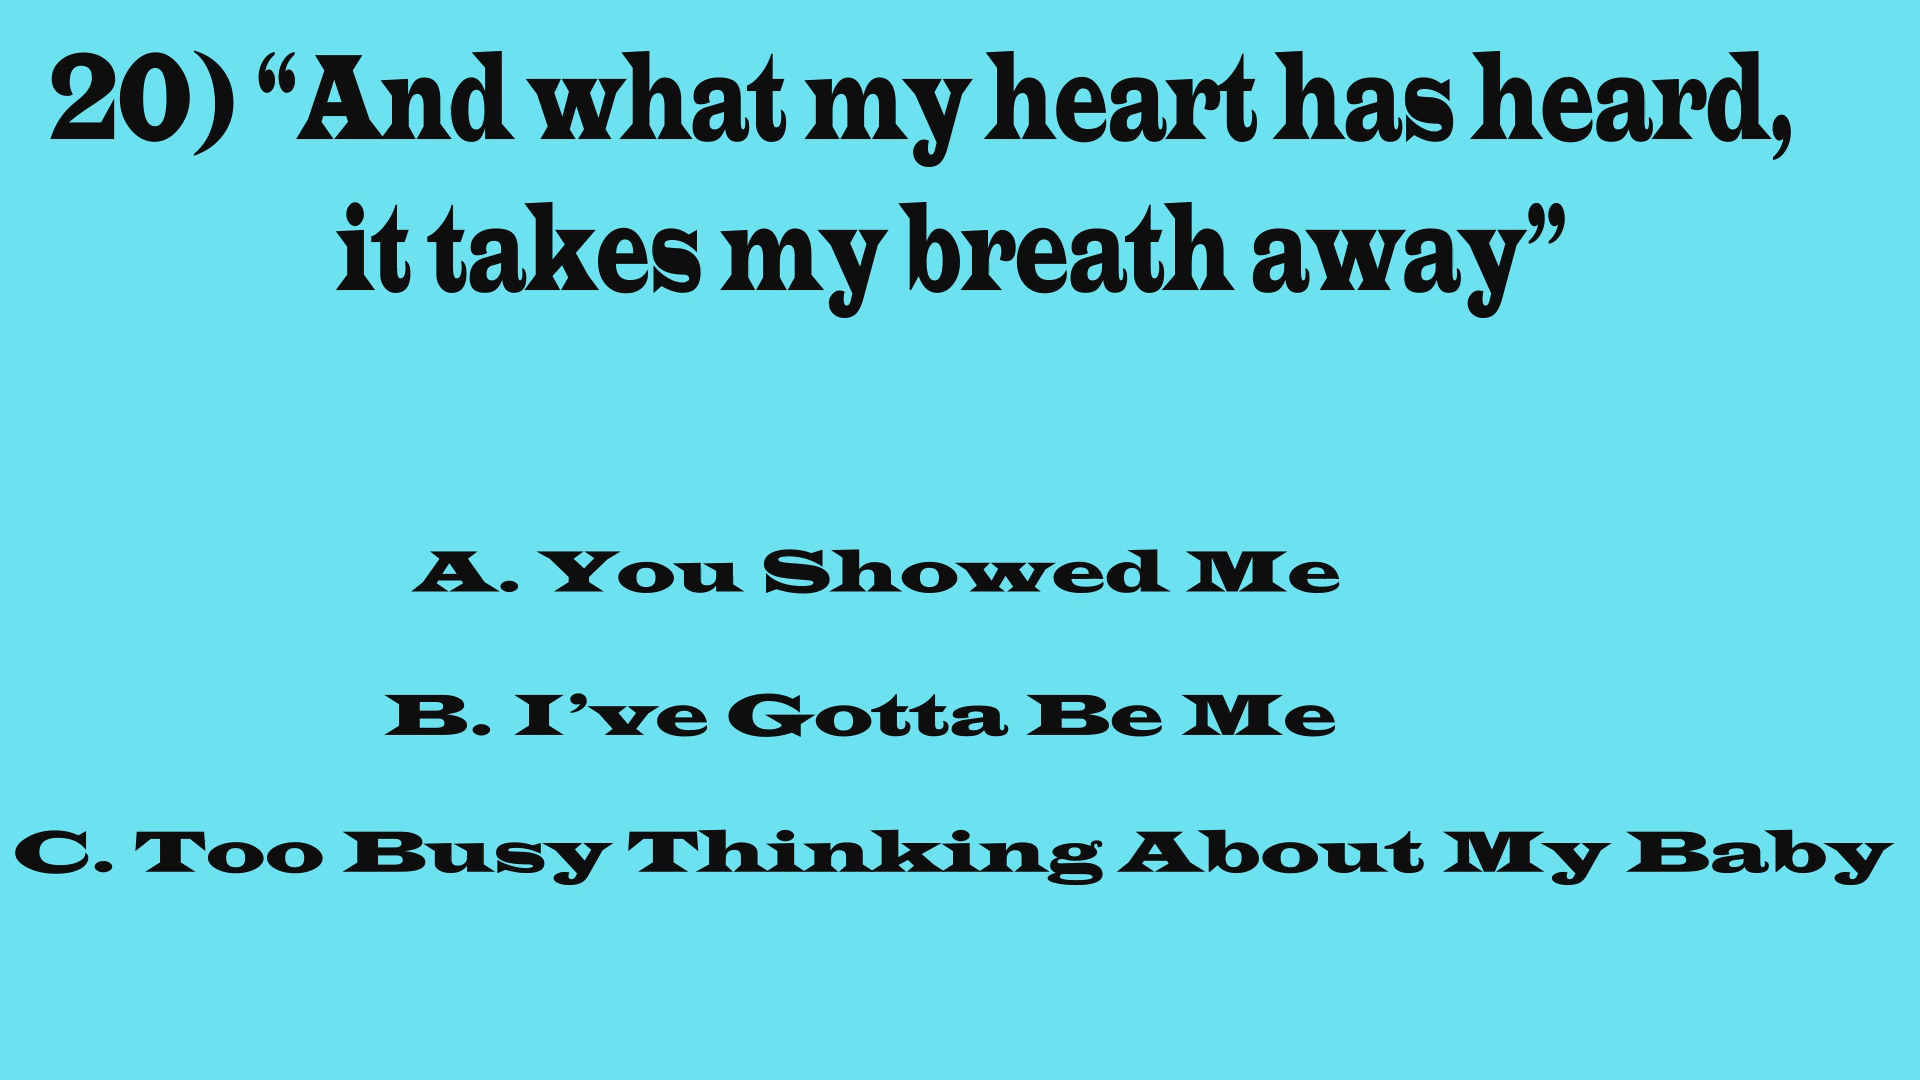 20) “And what my heart has heard,
it takes my breath away”
A. You Showed Me
B. I’ve Gotta Be Me
C. Too Busy Thinking About My Baby